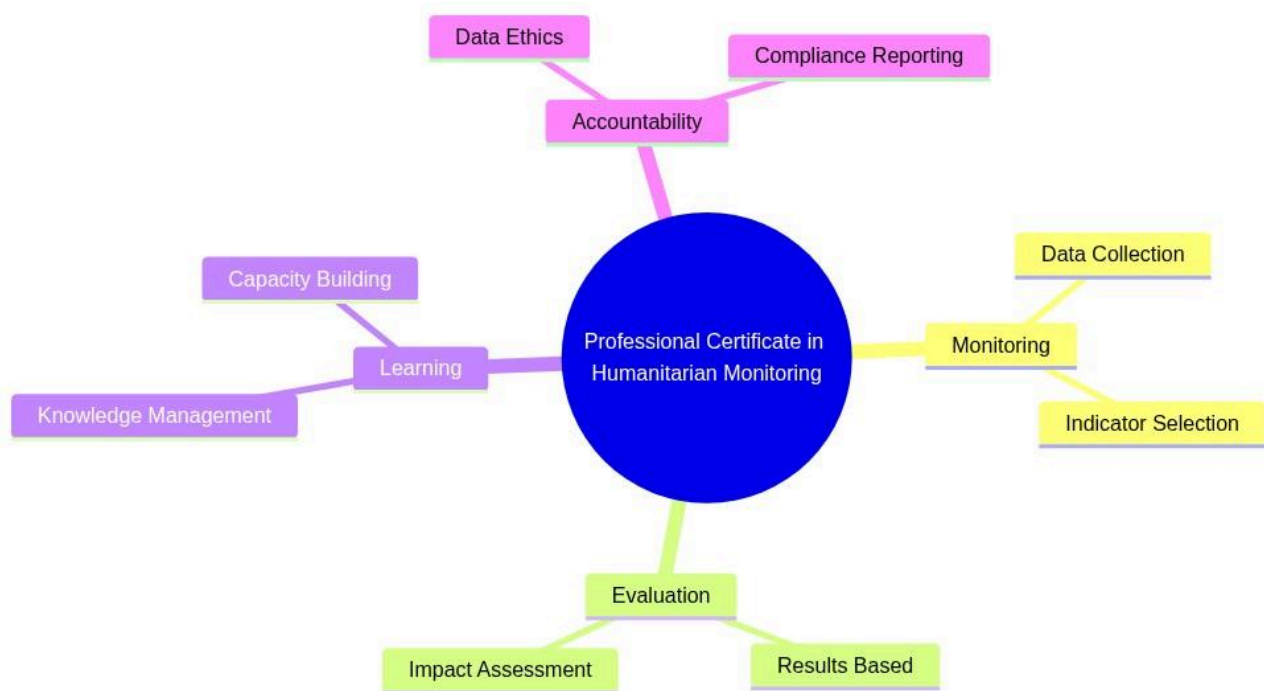 Data Ethics
Compliance Reporting
Accountability
Data Collection
Capacity Building
Professional Certificate in
Humanitarian Monitoring
Monitoring
Learning
Knowledge Management
Indicator Selection
Evaluation
Impact Assessment
Results Based